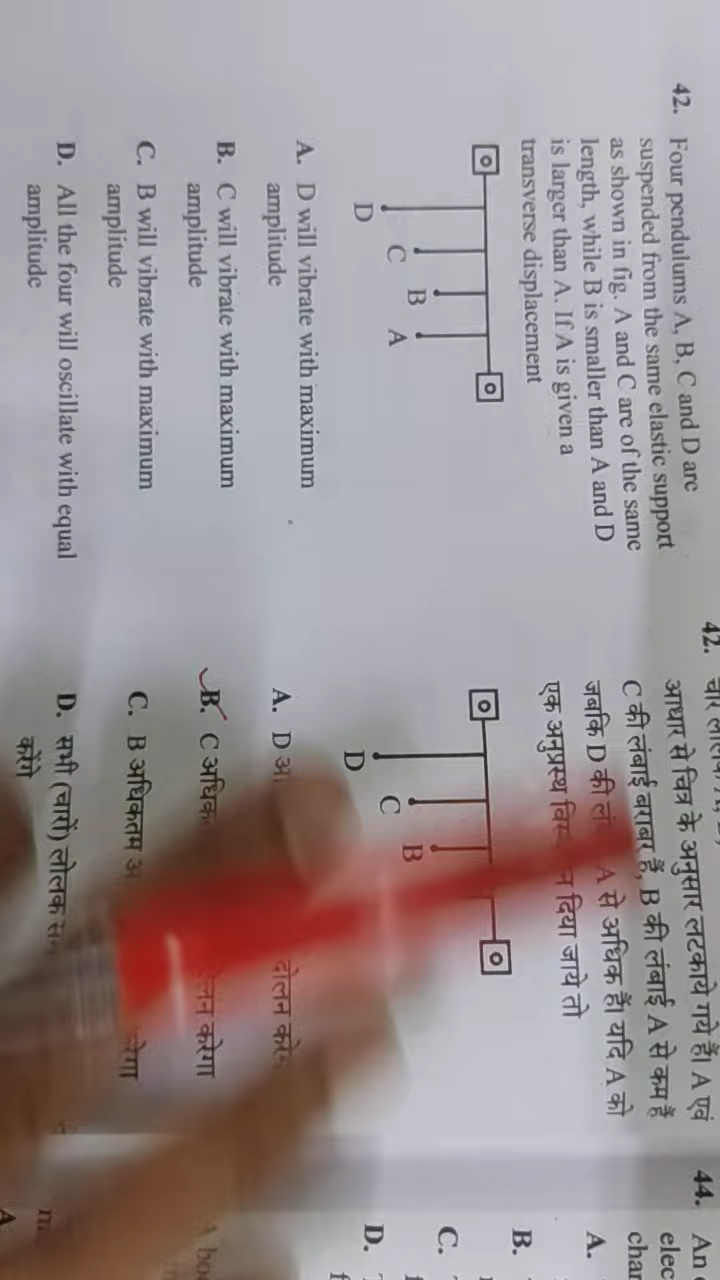 42. Four pendulums A, B, C and D are
suspended from the same elastic support
as shown in fig. A and C are of the same
length, while B is smaller than A and D
is larger than A. If A is given a
transverse displacement
D
C
B
A
A. D will vibrate with maximum
amplitude
B. C will vibrate with maximum
amplitude
C. B will vibrate with maximum
amplitude
D. All the four will oscillate with equal
amplitude
42. चार
आधार से चित्र के अनुसार लटकाये गये हैं। A एवं
C की लंबाई बराबर है, B की लंबाई A से कम है
जबकि D की A से अधिक है। यदि A को
एक अनुप्रस्थ दिया जाये तो
D
C
B
A. D
B. C
करेगा
C. B अधिकतम
D. सभी (चारों) लोलक
करेंगे
44. An
A.
B.
C.
D.